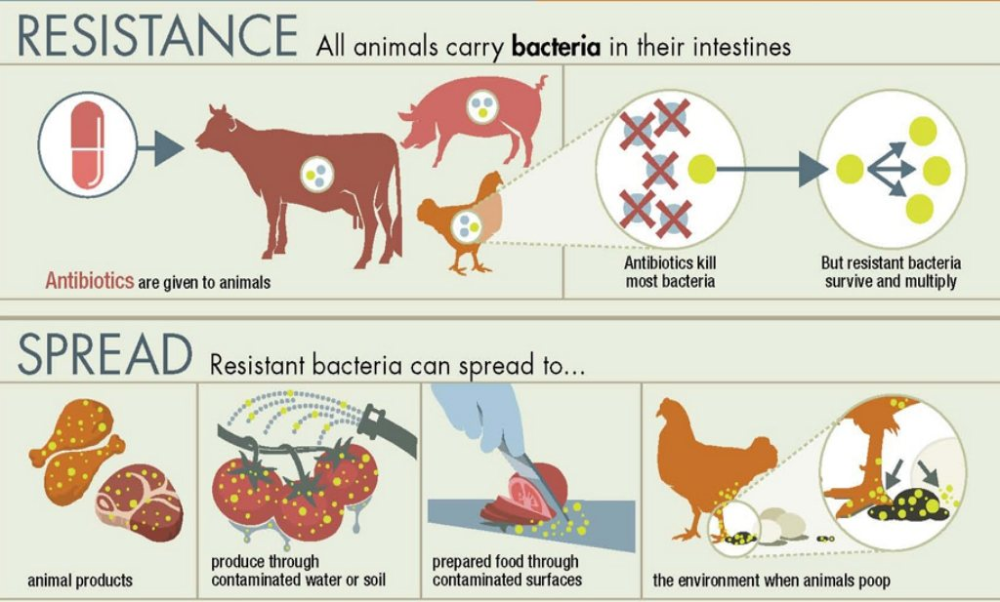 RESISTANCE All animals carry bacteria in their intestines
Antibiotics are given to animals
Antibiotics kill
most bacteria
But resistant bacteria
survive and multiply
SPREAD Resistant bacteria can spread to...
animal products
produce through
contaminated water or soil
prepared food through
contaminated surfaces
the environment when animals poop